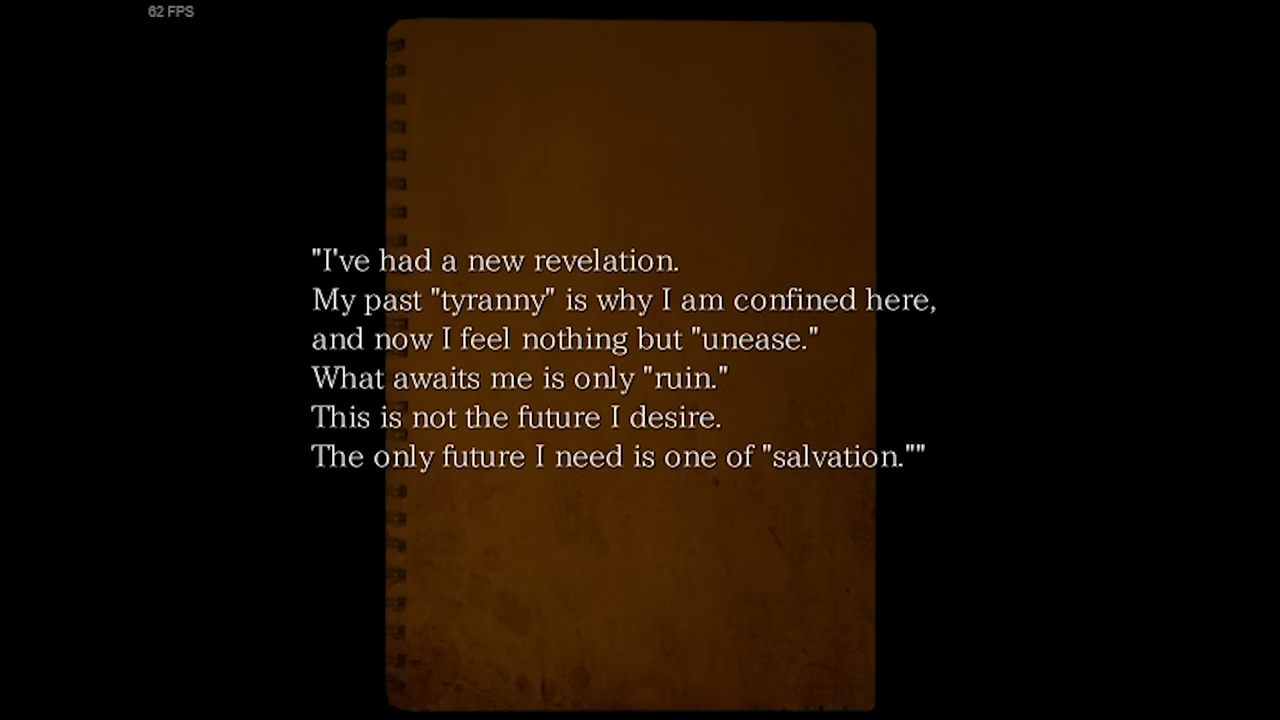 62 FPS
"I've had a new revelation.
My past "tyranny" is why I am confined here,
and now I feel nothing but "unease."
What awaits me is only "ruin."
This is not the future I desire.
The only future I need is one of "salvation.""